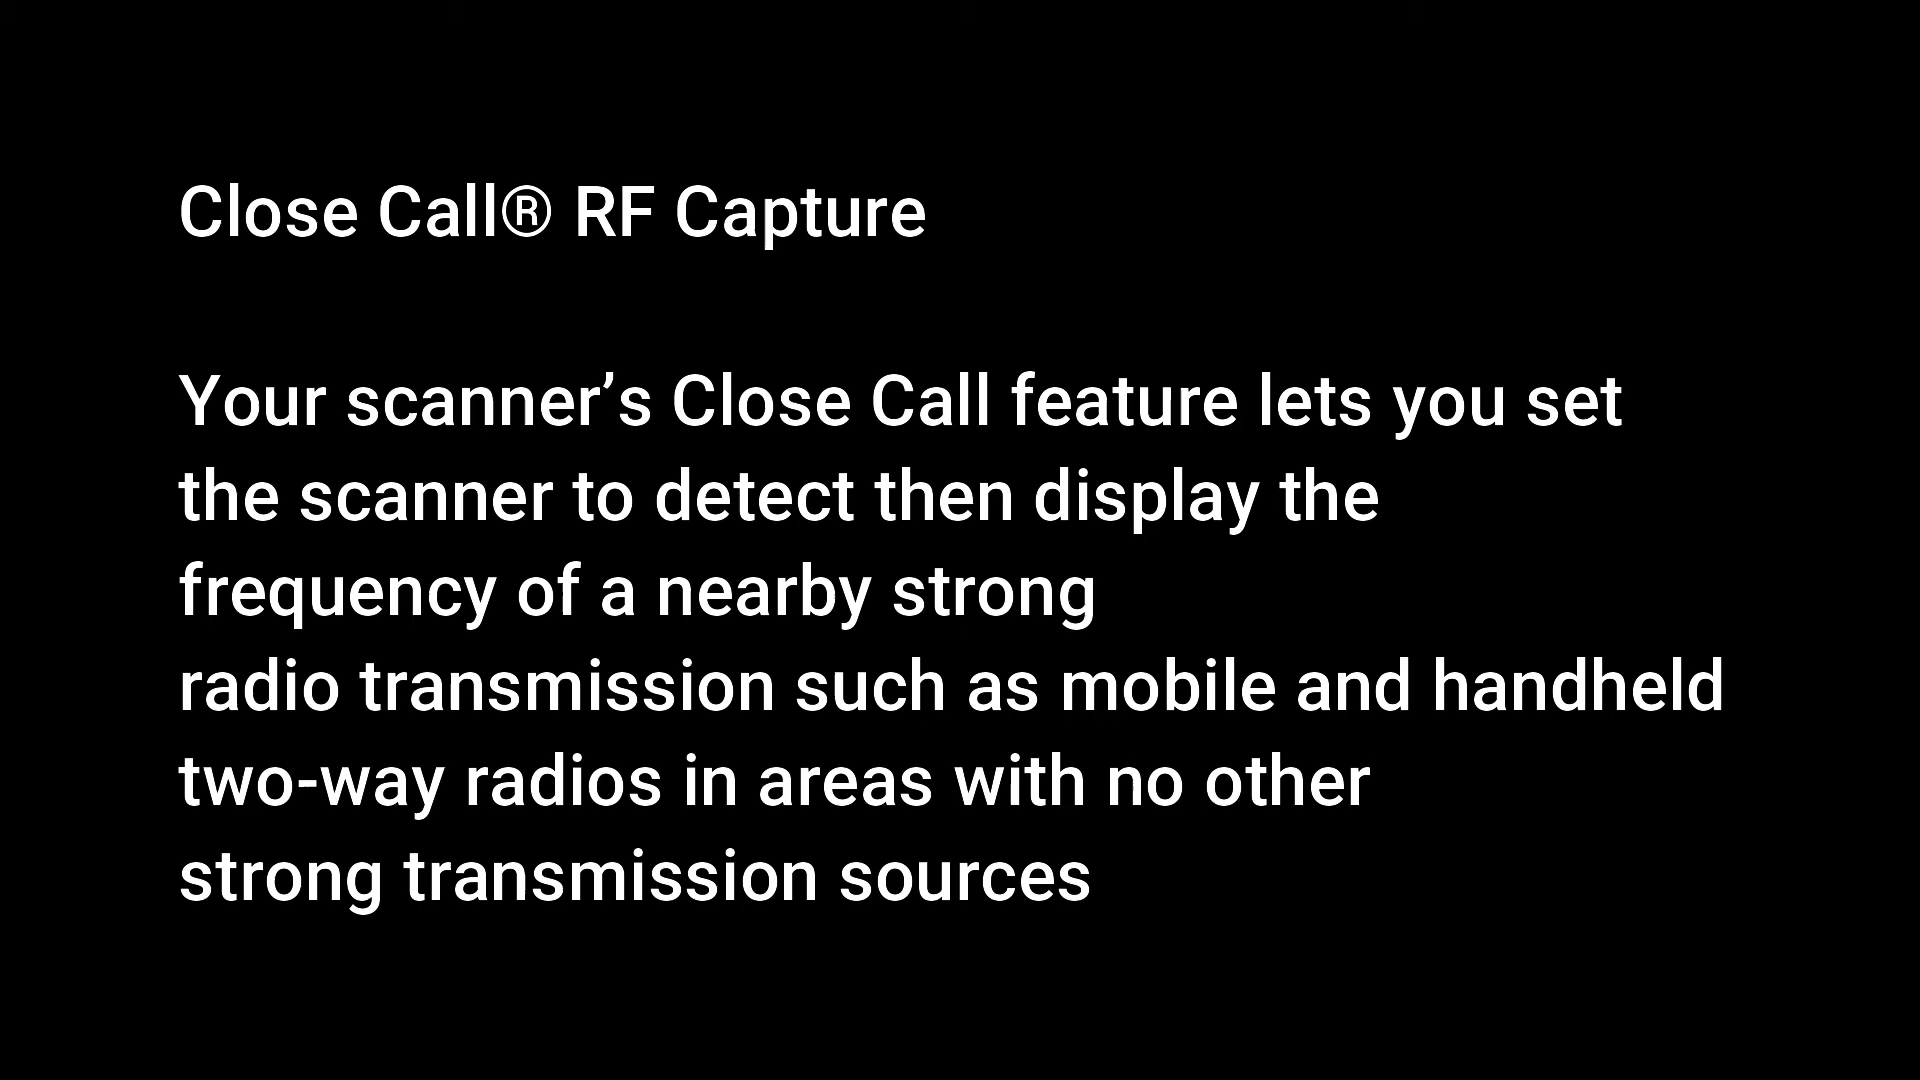 Close Call® RF Capture
Your scanner’s Close Call feature lets you set
the scanner to detect then display the
frequency of a nearby strong
radio transmission such as mobile and handheld
two-way radios in areas with no other
strong transmission sources